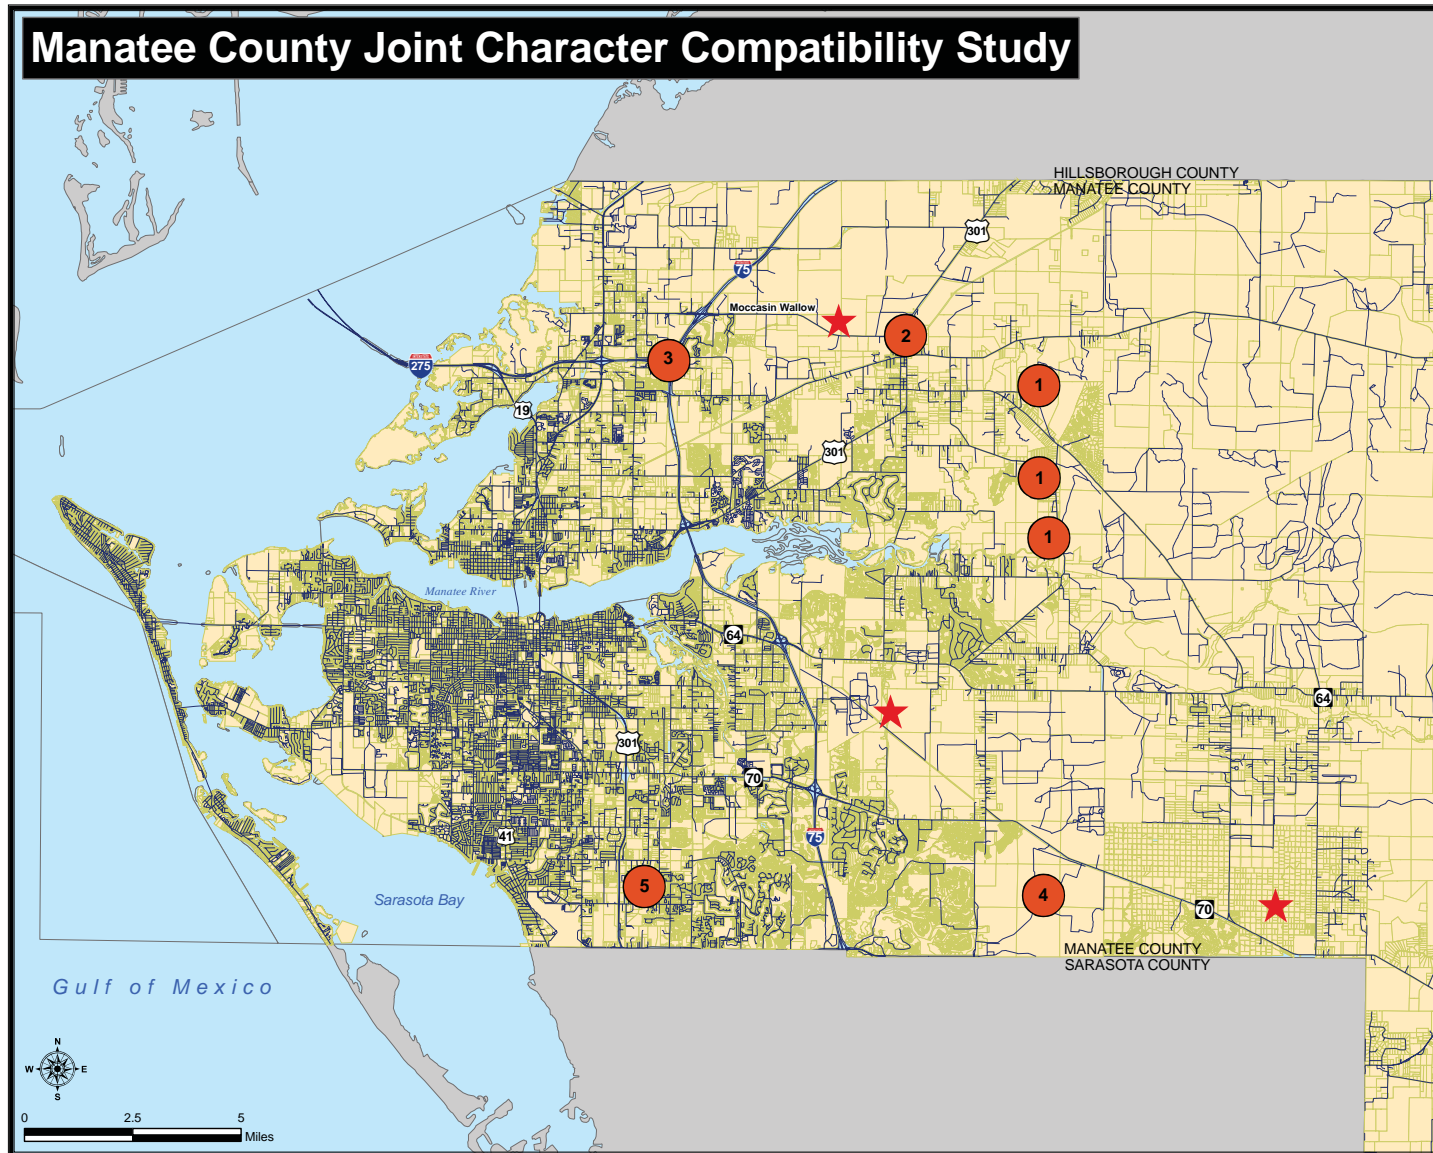 Manatee County Joint Character Compatibility Study
HILLSBOROUGH COUNTY
MANATEE COUNTY
301
75
Moccasin Wallow
2
3
275
1
19
301
1
1
Manatee River
64
64
301
70
41
75
5
4
Sarasota Bay
70
MANATEE COUNTY
SARASOTA COUNTY
Gulf of Mexico
N
W
E
S
0
2.5
5
Miles